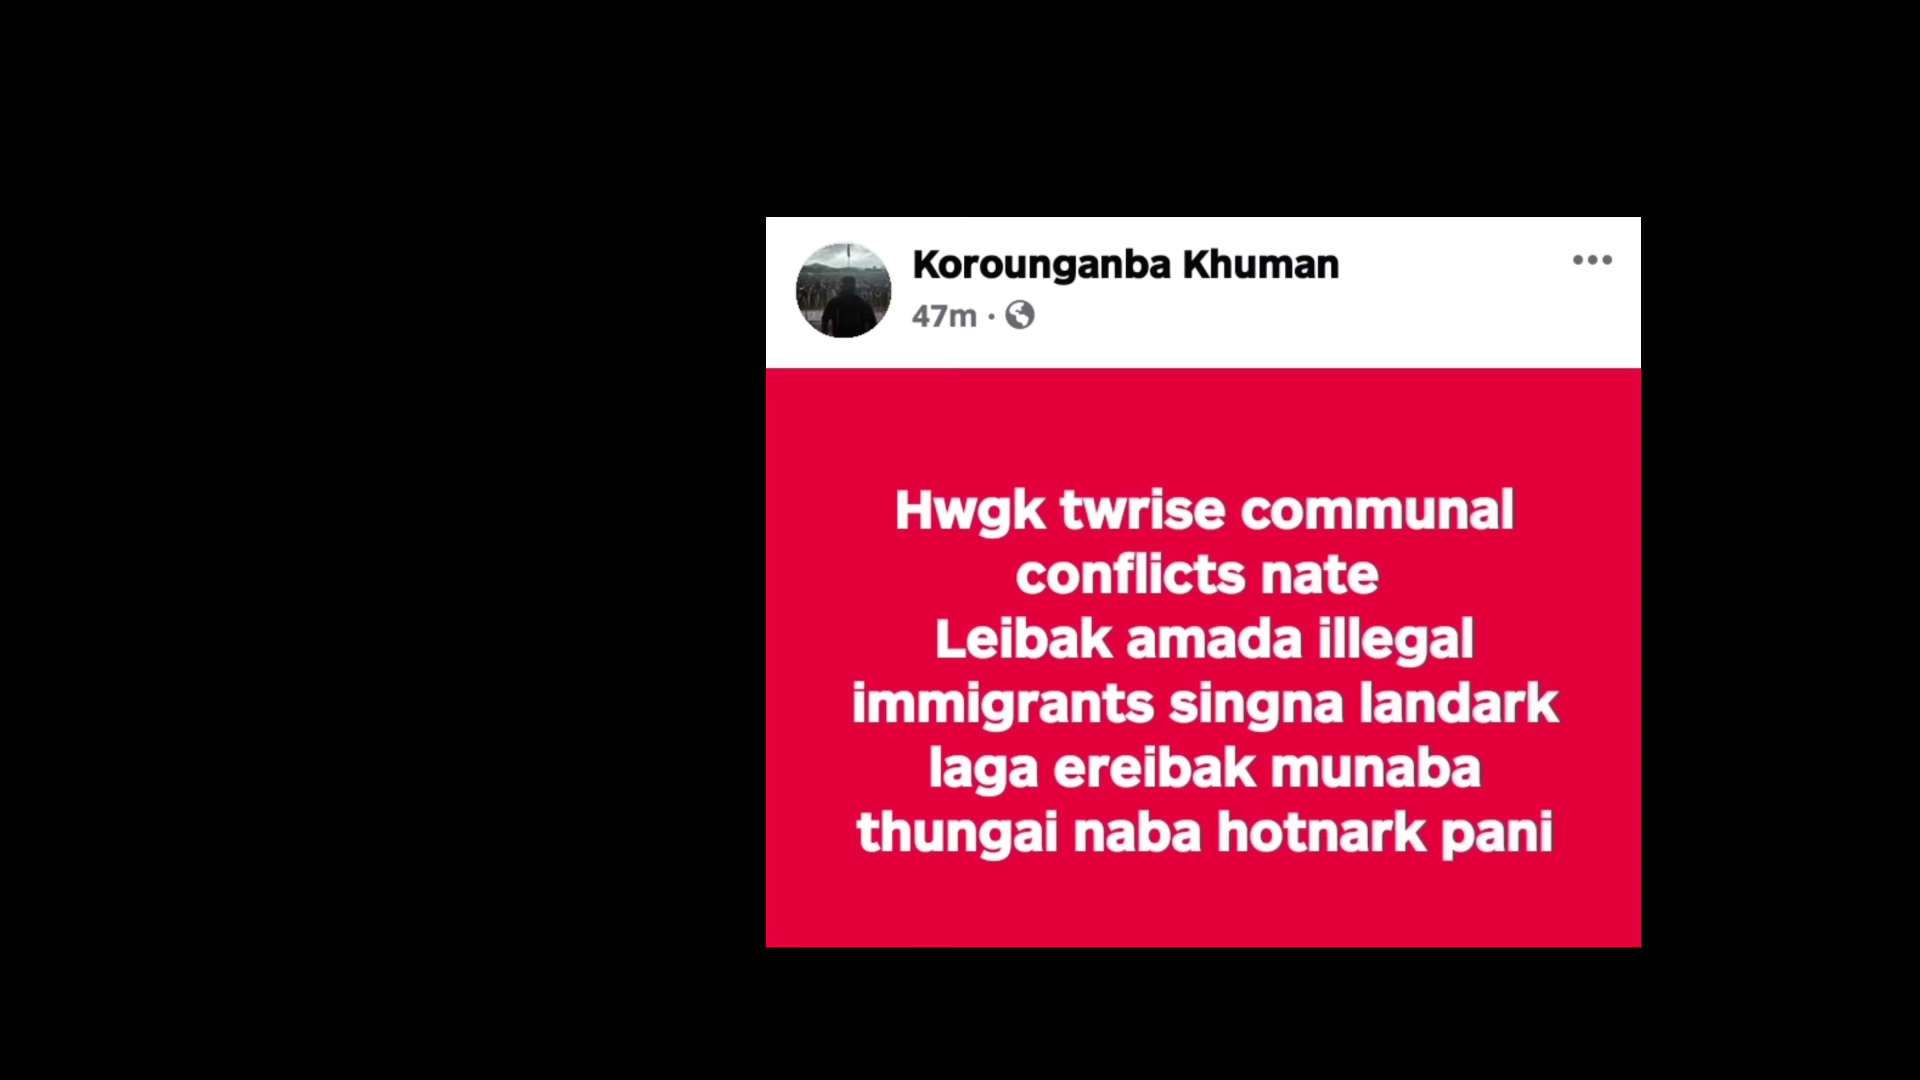 Korounganba Khuman
47m ·
Hwgk twrise communal
conflicts nate
Leibak amada illegal
immigrants singna landark
laga ereibak munaba
thungai naba hotnark pani